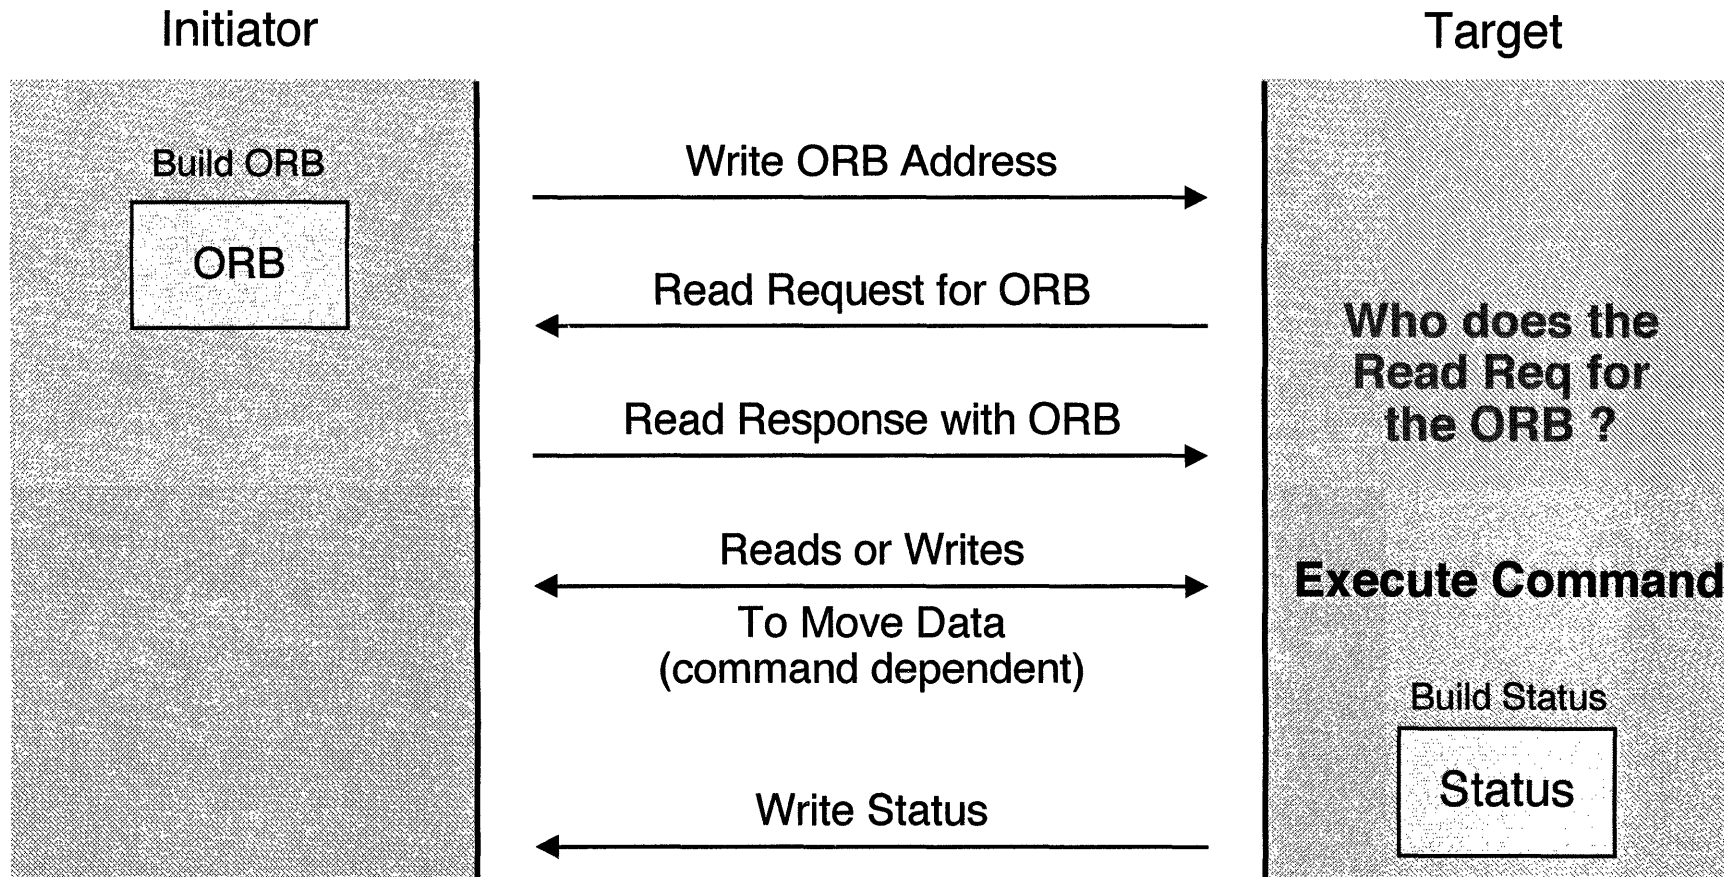 Initiator
Target
Build ORB
ORB
Write ORB Address
Read Request for ORB
Who does the
Read Req for
the ORB ?
Read Response with ORB
Reads or Writes
To Move Data
(command dependent)
Execute Command
Build Status
Status
Write Status